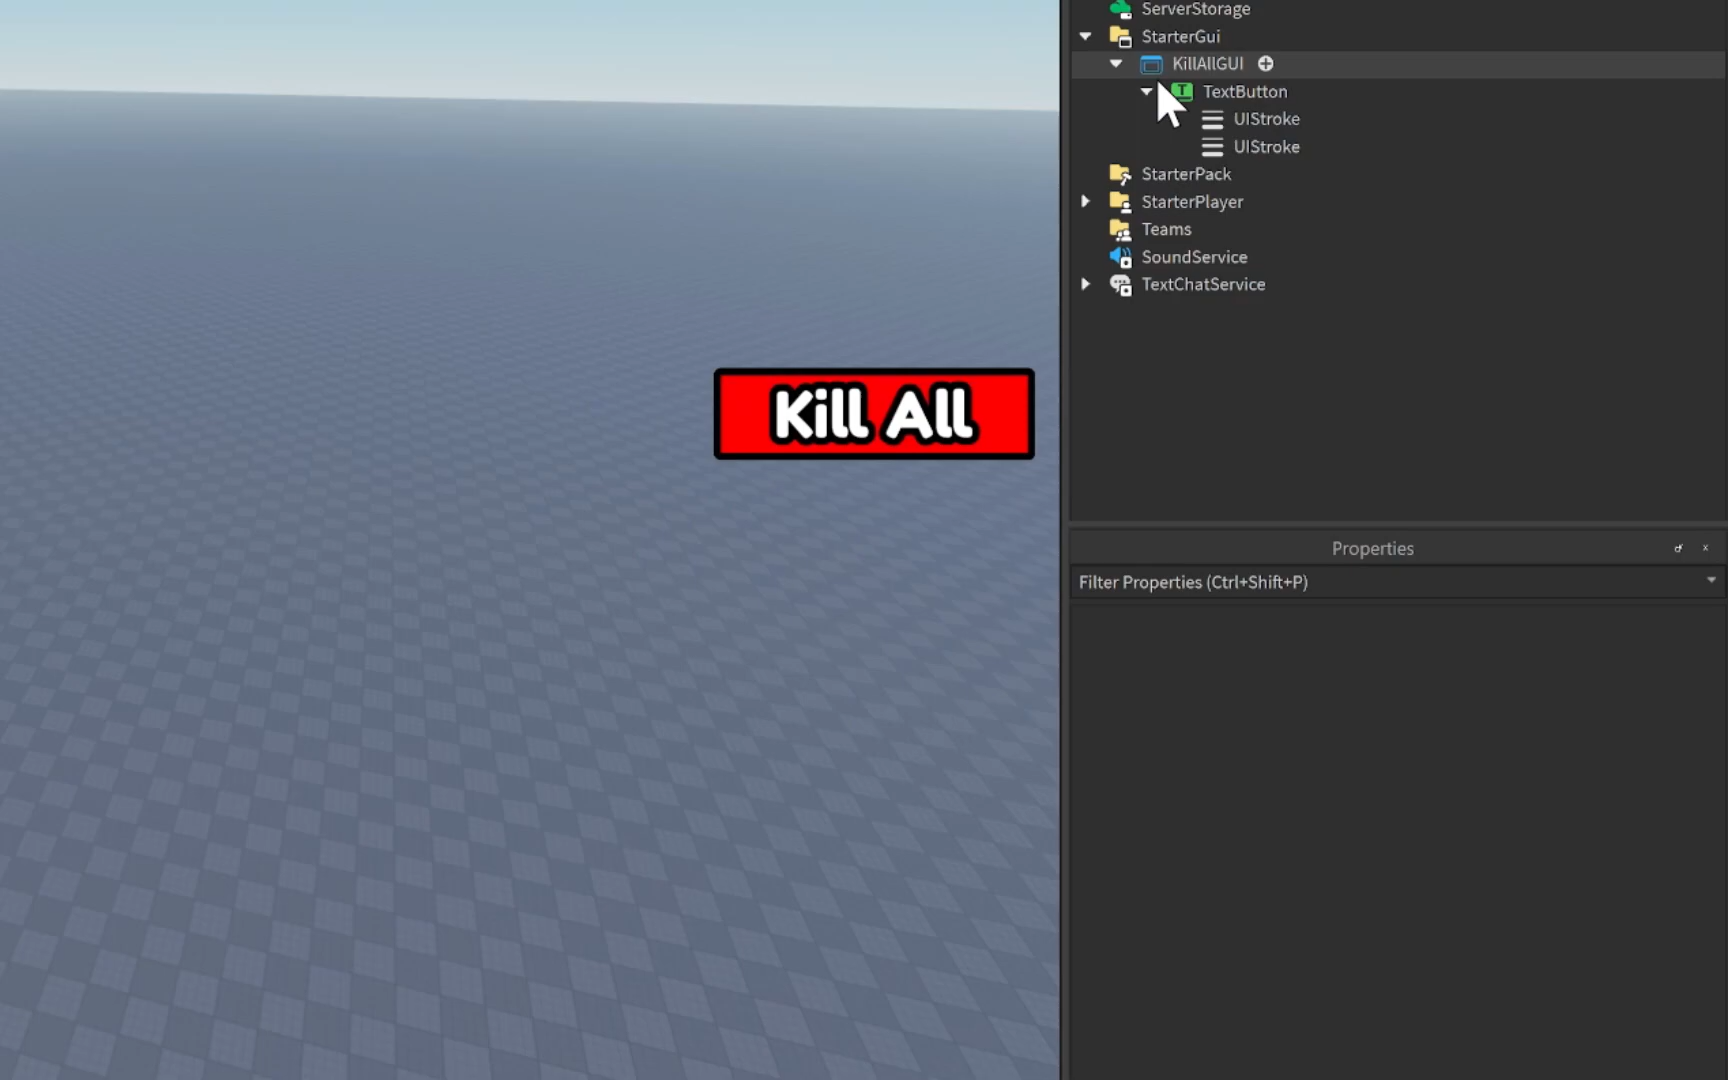 ServerStorage
StarterGui
KillAllGUI
TextButton
UIStroke
UIStroke
StarterPack
StarterPlayer
Teams
SoundService
TextChatService
Kill All
Properties
Filter Properties (Ctrl+Shift+P)